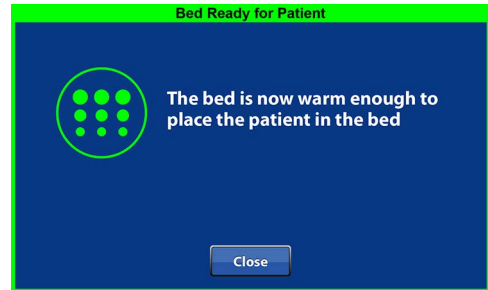 Bed Ready for Patient
The bed is now warm enough to
place the patient in the bed
Close